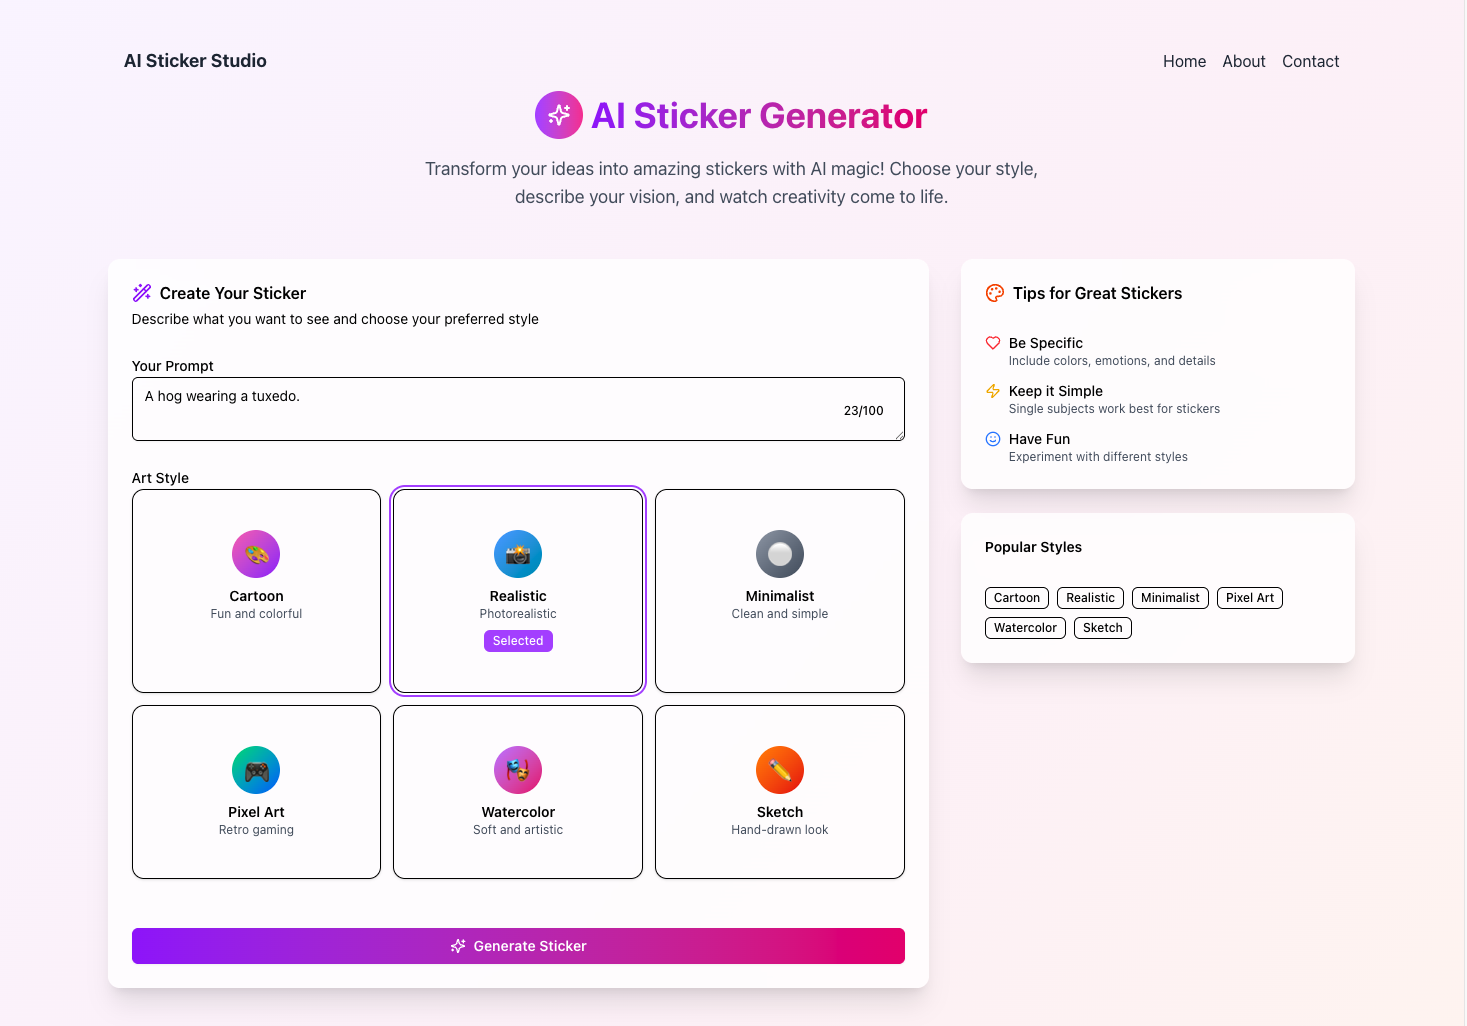 AI Sticker Studio
Home About Contact
AI Sticker Generator
Transform your ideas into amazing stickers with AI magic! Choose your style,
describe your vision, and watch creativity come to life.
Create Your Sticker
Describe what you want to see and choose your preferred style
Your Prompt
A hog wearing a tuxedo.
23/100
Art Style
Cartoon
Fun and colorful
Realistic
Photorealistic
Selected
Minimalist
Clean and simple
Pixel Art
Retro gaming
Watercolor
Soft and artistic
Sketch
Hand-drawn look
Generate Sticker
Tips for Great Stickers
Be Specific
Include colors, emotions, and details
Keep it Simple
Single subjects work best for stickers
Have Fun
Experiment with different styles
Popular Styles
Cartoon Realistic Minimalist Pixel Art
Watercolor Sketch